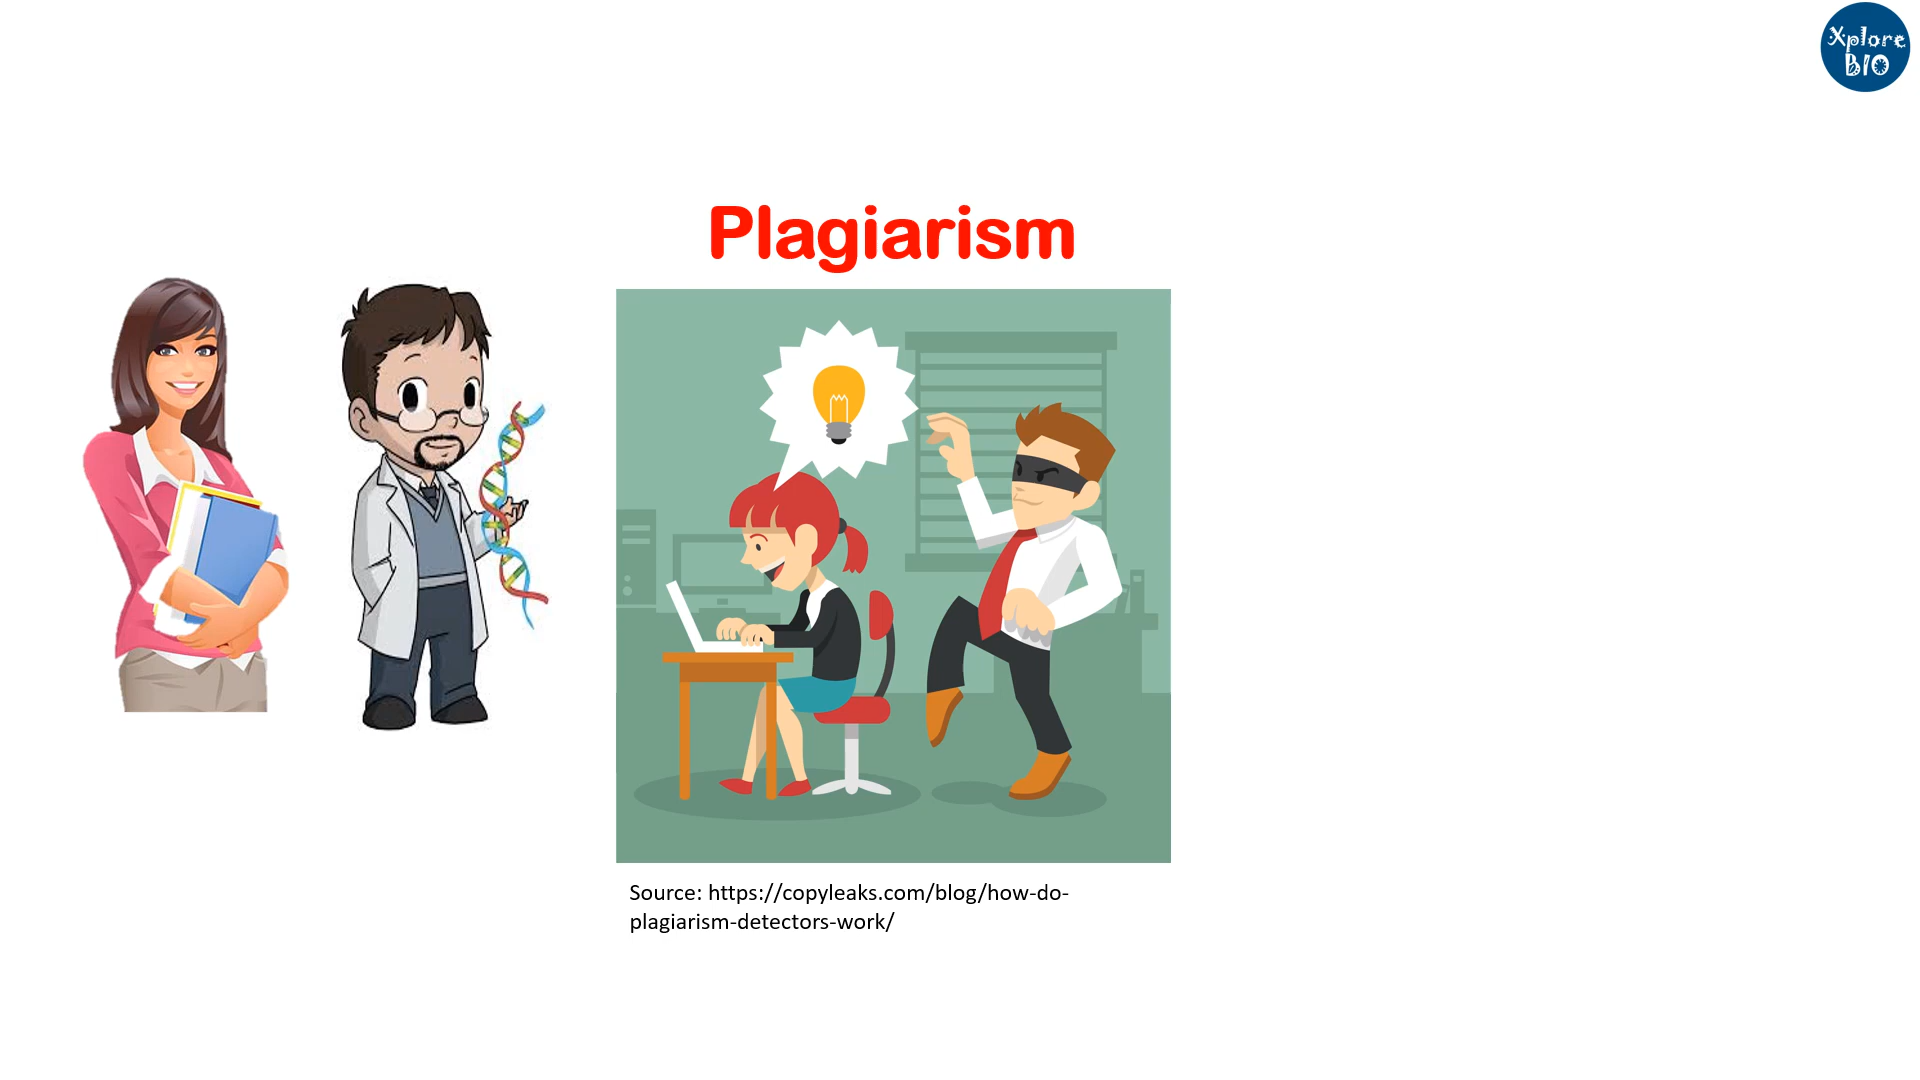 Xplore
BIO
Plagiarism
Source: https://copyleaks.com/blog/how-do-
plagiarism-detectors-work/